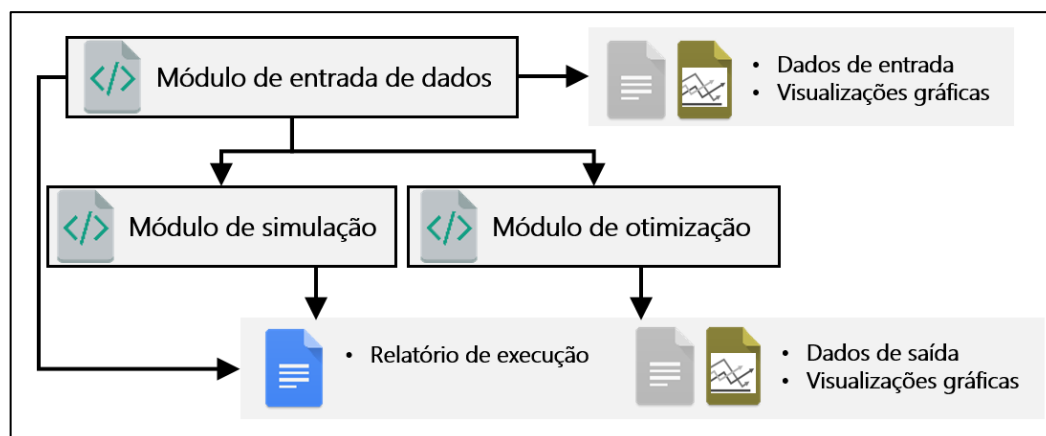 </> Módulo de entrada de dados
• Dados de entrada
• Visualizações gráficas
</> Módulo de simulação
</> Módulo de otimização
• Relatório de execução
• Dados de saída
• Visualizações gráficas